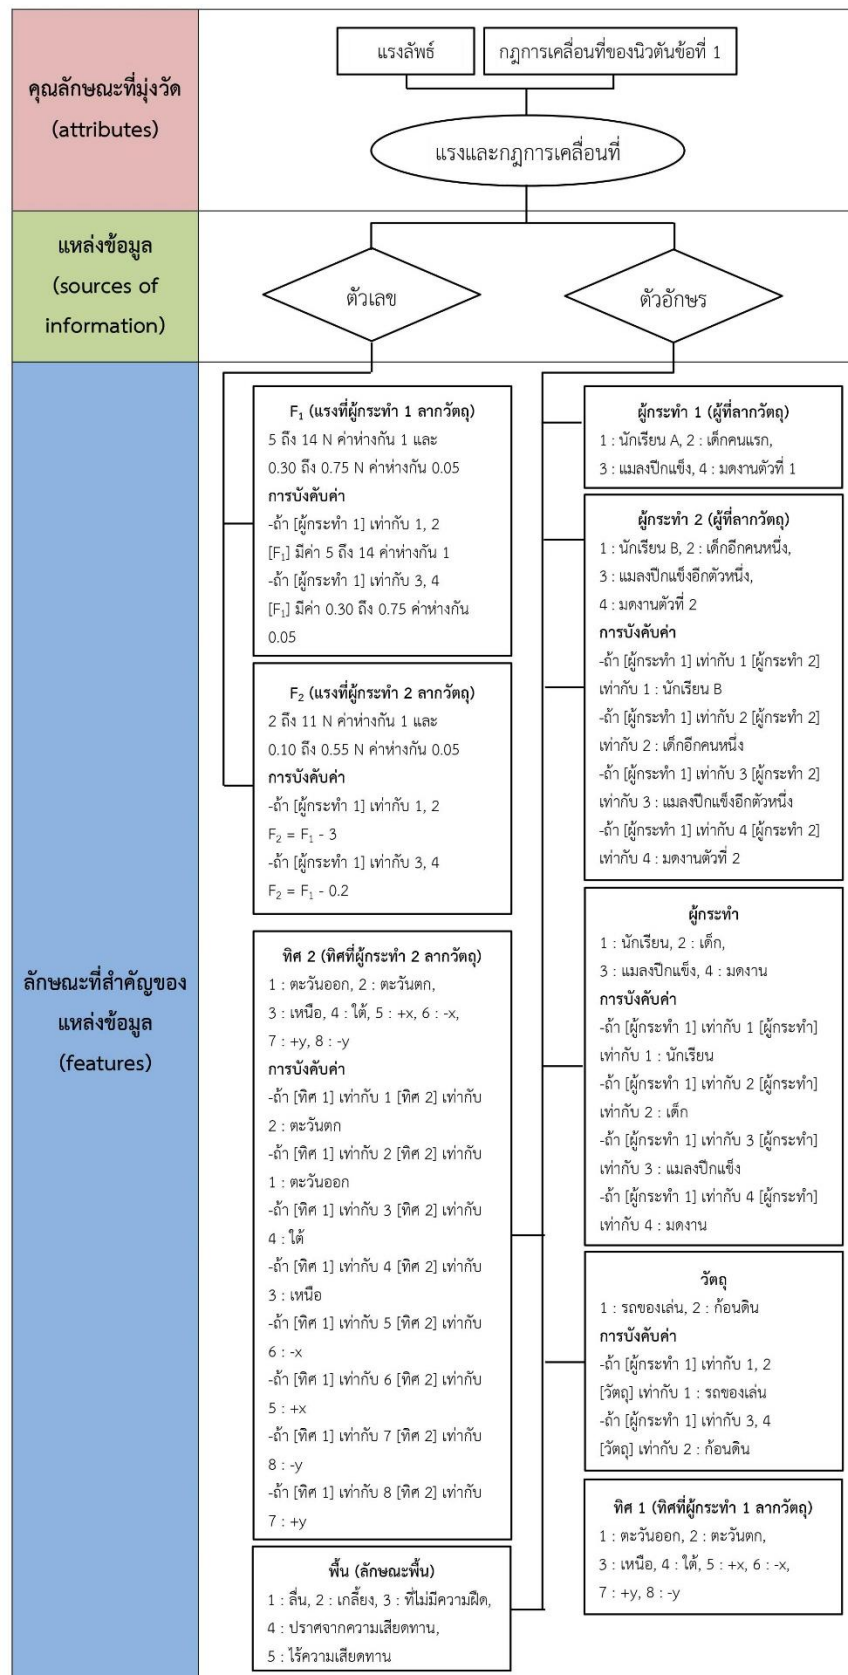 คุณลักษณะที่มุ่งวัด
(attributes)
แรงลัพธ์
กฎการเคลื่อนที่ของนิวตันข้อที่ 1
แรงและกฎการเคลื่อนที่
แหล่งข้อมูล
(sources of
information)
ตัวเลข
ตัวอักษร
ลักษณะที่สำคัญของ
แหล่งข้อมูล
(features)
F₁ (แรงที่ผู้กระทำ 1 ลากวัตถุ)
5 ถึง 14 N ค่าห่างกัน 1 และ
0.30 ถึง 0.75 N ค่าห่างกัน 0.05
การบังคับค่า
-ถ้า [ผู้กระทำ 1] เท่ากับ 1, 2
[F₁] มีค่า 5 ถึง 14 ค่าห่างกัน 1
-ถ้า [ผู้กระทำ 1] เท่ากับ 3, 4
[F₁] มีค่า 0.30 ถึง 0.75 ค่าห่างกัน
0.05
F₂ (แรงที่ผู้กระทำ 2 ลากวัตถุ)
2 ถึง 11 N ค่าห่างกัน 1 และ
0.10 ถึง 0.55 N ค่าห่างกัน 0.05
การบังคับค่า
-ถ้า [ผู้กระทำ 1] เท่ากับ 1, 2
F₂ = F₁ - 3
-ถ้า [ผู้กระทำ 1] เท่ากับ 3, 4
F₂ = F₁ - 0.2
ทิศ 2 (ทิศที่ผู้กระทำ 2 ลากวัตถุ)
1 : ตะวันออก, 2 : ตะวันตก,
3 : เหนือ, 4 : ใต้, 5 : +x, 6 : -x,
7 : +y, 8 : -y
การบังคับค่า
-ถ้า [ทิศ 1] เท่ากับ 1 [ทิศ 2] เท่ากับ
2 : ตะวันตก
-ถ้า [ทิศ 1] เท่ากับ 2 [ทิศ 2] เท่ากับ
1 : ตะวันออก
-ถ้า [ทิศ 1] เท่ากับ 3 [ทิศ 2] เท่ากับ
4 : ใต้
-ถ้า [ทิศ 1] เท่ากับ 4 [ทิศ 2] เท่ากับ
3 : เหนือ
-ถ้า [ทิศ 1] เท่ากับ 5 [ทิศ 2] เท่ากับ
6 : -x
-ถ้า [ทิศ 1] เท่ากับ 6 [ทิศ 2] เท่ากับ
5 : +x
-ถ้า [ทิศ 1] เท่ากับ 7 [ทิศ 2] เท่ากับ
8 : -y
-ถ้า [ทิศ 1] เท่ากับ 8 [ทิศ 2] เท่ากับ
7 : +y
พื้น (ลักษณะพื้น)
1 : ลื่น, 2 : เกลี้ยง, 3 : ที่ไม่มีความฝืด,
4 : ปราศจากความเสียดทาน,
5 : ไร้ความเสียดทาน
ผู้กระทำ 1 (ผู้ที่ลากวัตถุ)
1 : นักเรียน A, 2 : เด็กคนแรก,
3 : แมลงปีกแข็ง, 4 : มดงานตัวที่ 1
ผู้กระทำ 2 (ผู้ที่ลากวัตถุ)
1 : นักเรียน B, 2 : เด็กอีกคนหนึ่ง,
3 : แมลงปีกแข็งอีกตัวหนึ่ง,
4 : มดงานตัวที่ 2
การบังคับค่า
-ถ้า [ผู้กระทำ 1] เท่ากับ 1 [ผู้กระทำ 2]
เท่ากับ 1 : นักเรียน B
-ถ้า [ผู้กระทำ 1] เท่ากับ 2 [ผู้กระทำ 2]
เท่ากับ 2 : เด็กอีกคนหนึ่ง
-ถ้า [ผู้กระทำ 1] เท่ากับ 3 [ผู้กระทำ 2]
เท่ากับ 3 : แมลงปีกแข็งอีกตัวหนึ่ง
-ถ้า [ผู้กระทำ 1] เท่ากับ 4 [ผู้กระทำ 2]
เท่ากับ 4 : มดงานตัวที่ 2
ผู้กระทำ
1 : นักเรียน, 2 : เด็ก,
3 : แมลงปีกแข็ง, 4 : มดงาน
การบังคับค่า
-ถ้า [ผู้กระทำ 1] เท่ากับ 1 [ผู้กระทำ]
เท่ากับ 1 : นักเรียน
-ถ้า [ผู้กระทำ 1] เท่ากับ 2 [ผู้กระทำ]
เท่ากับ 2 : เด็ก
-ถ้า [ผู้กระทำ 1] เท่ากับ 3 [ผู้กระทำ]
เท่ากับ 3 : แมลงปีกแข็ง
-ถ้า [ผู้กระทำ 1] เท่ากับ 4 [ผู้กระทำ]
เท่ากับ 4 : มดงาน
วัตถุ
1 : รถของเล่น, 2 : ก้อนดิน
การบังคับค่า
-ถ้า [ผู้กระทำ 1] เท่ากับ 1, 2
[วัตถุ] เท่ากับ 1 : รถของเล่น
-ถ้า [ผู้กระทำ 1] เท่ากับ 3, 4
[วัตถุ] เท่ากับ 2 : ก้อนดิน
ทิศ 1 (ทิศที่ผู้กระทำ 1 ลากวัตถุ)
1 : ตะวันออก, 2 : ตะวันตก,
3 : เหนือ, 4 : ใต้, 5 : +x, 6 : -x,
7 : +y, 8 : -y